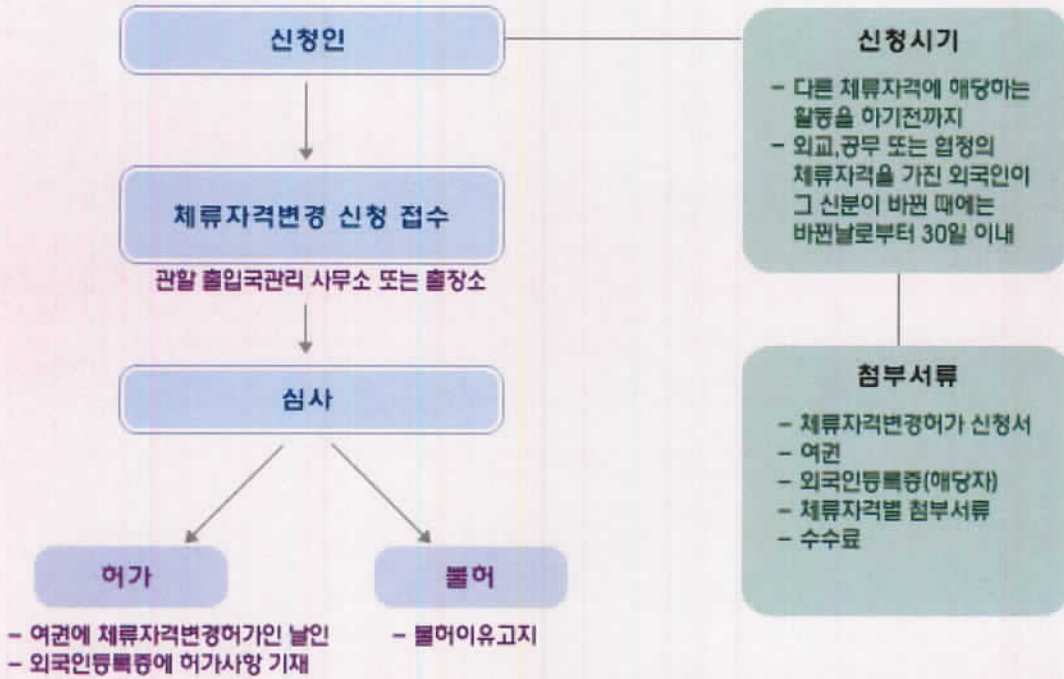 신청인
체류자격변경 신청 접수
관할 출입국관리 사무소 또는 출장소
심사
허가
- 여권에 체류자격변경허가인 날인
- 외국인등록증에 허가사항 기재
불허
- 불허이유고지
신청시기
- 다른 체류자격에 해당하는
활동을 하기전까지
- 외교,공무 또는 협정의
체류자격을 가진 외국인이
그 신분이 바뀐 때에는
바뀐날로부터 30일 이내
첨부서류
- 체류자격변경허가 신청서
- 여권
- 외국인등록증(해당자)
- 체류자격별 첨부서류
- 수수료